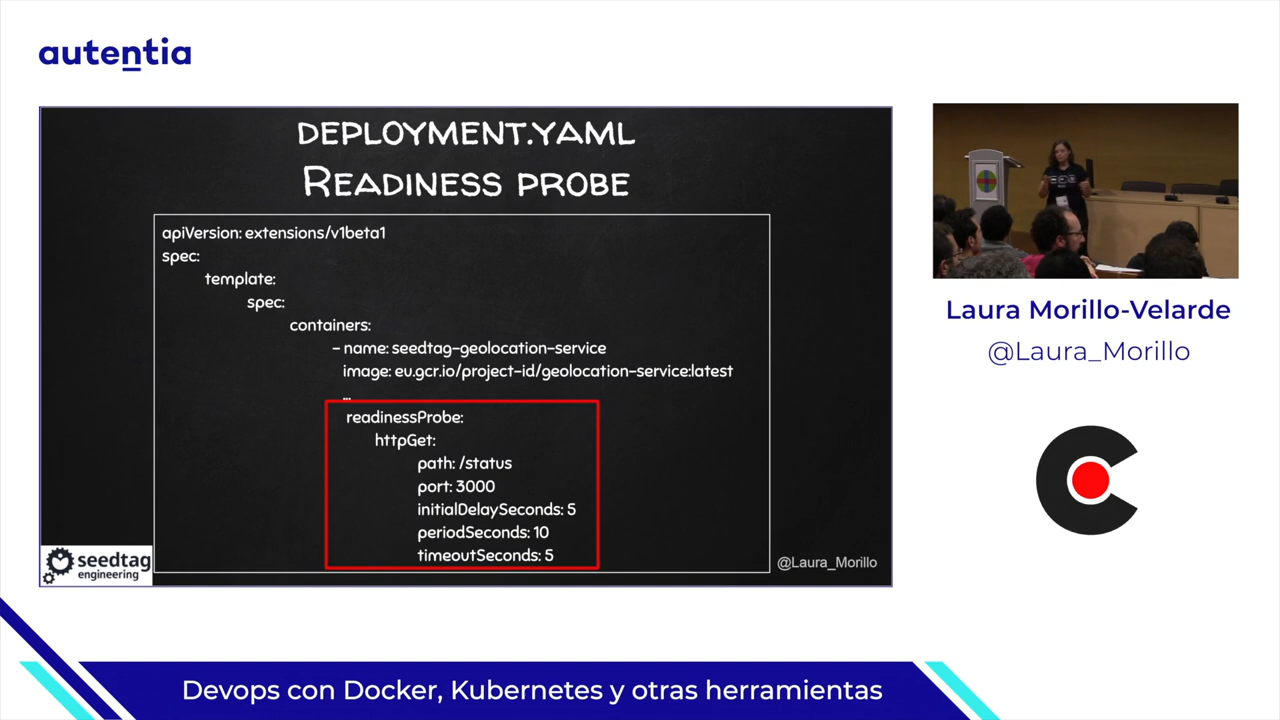 autentia
DEPLOYMENT.YAML
READINESS PROBE
apiVersion: extensions/v1beta1
spec:
template:
spec:
containers:
- name: seedtag-geolocation-service
image: eu.gcr.io/project-id/geolocation-service:latest
...
readinessProbe:
httpGet:
path: /status
port: 3000
initialDelaySeconds: 5
periodSeconds: 10
timeoutSeconds: 5
seedtag
engineering
@Laura_Morillo
Laura Morillo-Velarde
@Laura_Morillo
Devops con Docker, Kubernetes y otras herramientas